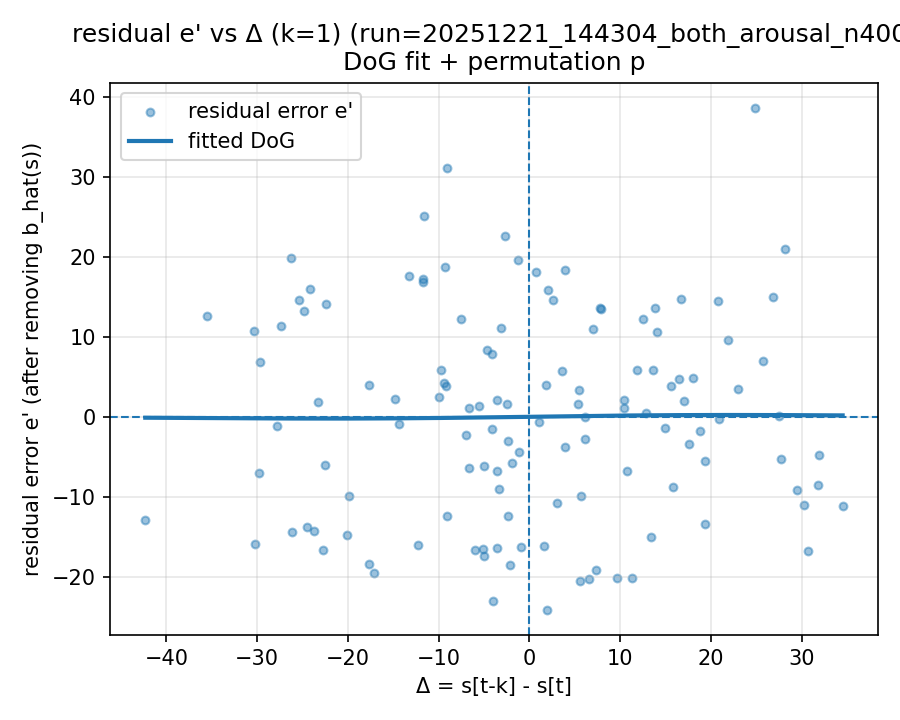 residual e' vs Δ (k=1) (run=20251221_144304_both_arousal_n400
DoG fit + permutation p
residual error e'
fitted DoG
residual error e' (after removing b_hat(s))
40
30
20
10
0
−10
−20
−40
−30
−20
−10
0
10
20
30
Δ = s[t-k] - s[t]